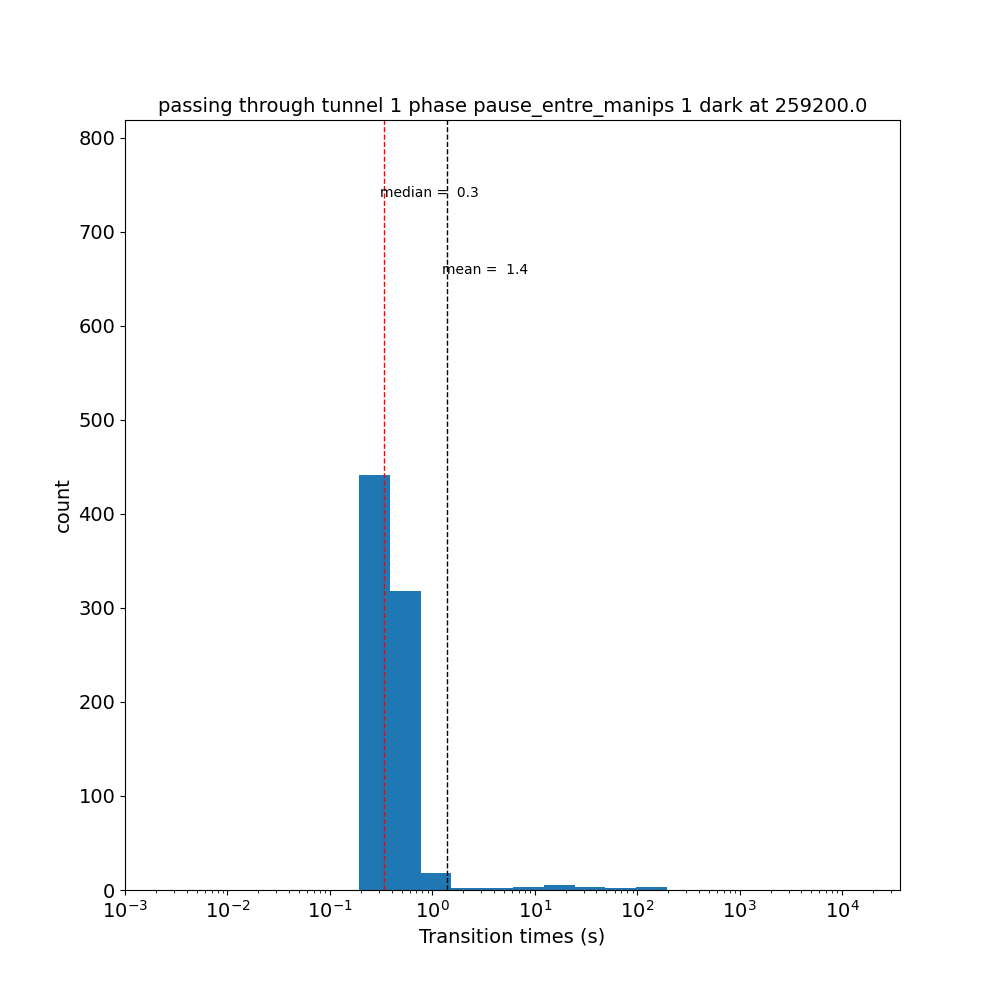 passing through tunnel 1 phase pause_entre_manips 1 dark at 259200.0
800
median = 0.3
700
mean = 1.4
600
500
count
400
300
200
100
0
10⁻³ 10⁻² 10⁻¹ 10⁰ 10¹ 10² 10³ 10⁴
Transition times (s)